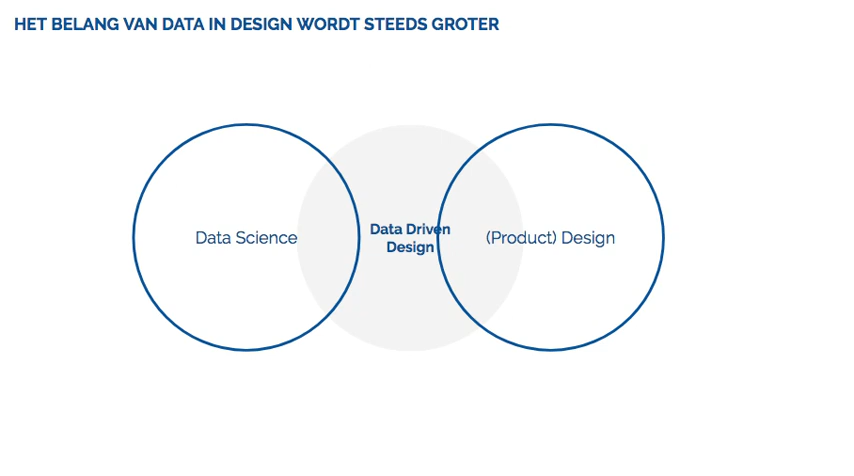 HET BELANG VAN DATA IN DESIGN WORDT STEEDS GROTER
Data Science
Data Driven
Design
(Product) Design